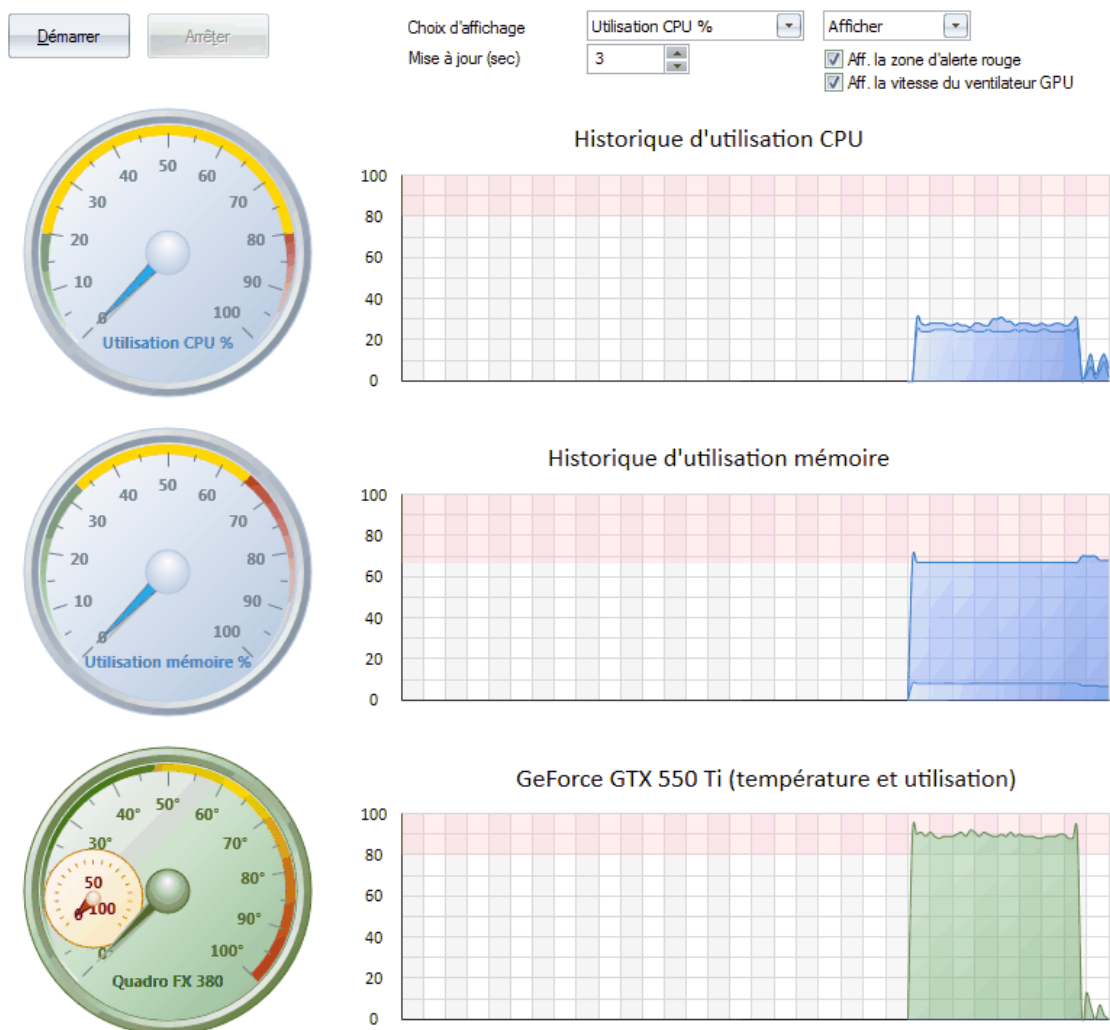 Démarrer
Arrêter
Choix d'affichage
Utilisation CPU %
Afficher
Mise à jour (sec)
3
Aff. la zone d'alerte rouge
Aff. la vitesse du ventilateur GPU
0 10 20 30 40 50 60 70 80 90 100
Utilisation CPU %
Historique d'utilisation CPU
100
80
60
40
20
0
0 10 20 30 40 50 60 70 80 90 100
Utilisation mémoire %
Historique d'utilisation mémoire
100
80
60
40
20
0
0° 30° 40° 50° 60° 70° 80° 90° 100°
0 50 100
Quadro FX 380
GeForce GTX 550 Ti (température et utilisation)
100
80
60
40
20
0